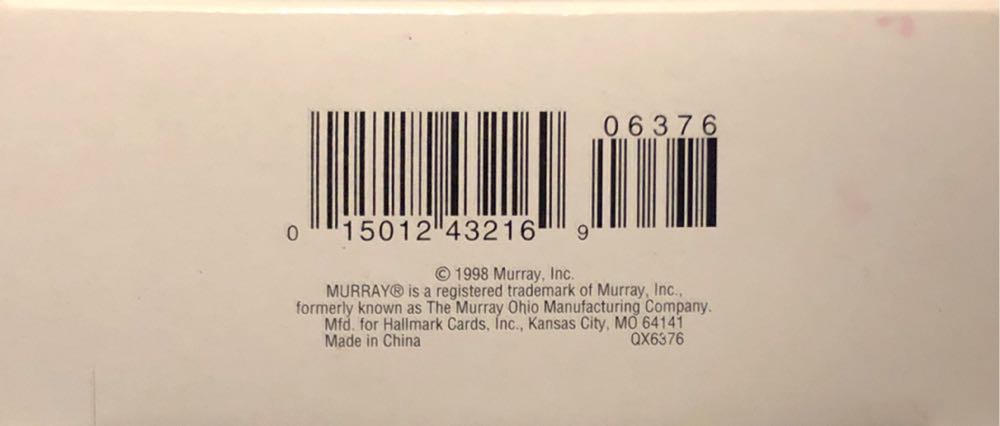 06376
0 15012 43216 9
© 1998 Murray, Inc.
MURRAY® is a registered trademark of Murray, Inc.,
formerly known as The Murray Ohio Manufacturing Company.
Mfd. for Hallmark Cards, Inc., Kansas City, MO 64141
Made in China QX6376